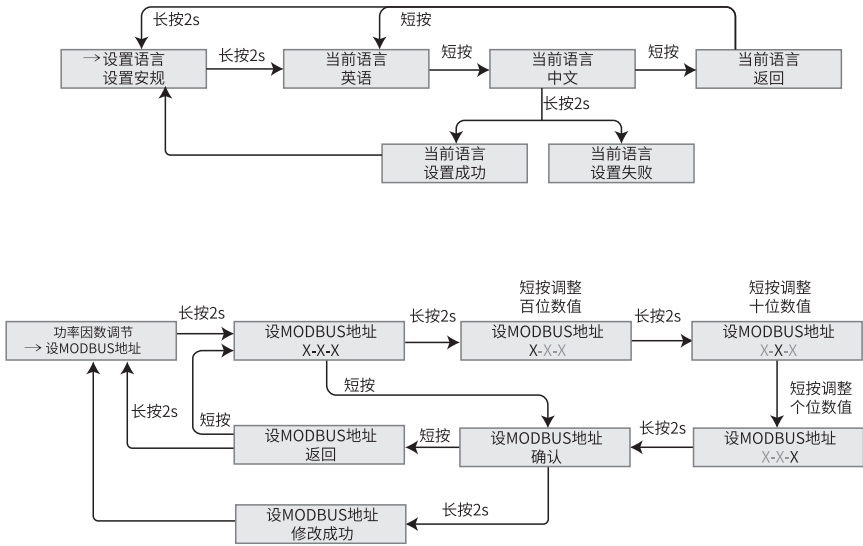 长按2s
短按
→设置语言
设置安规
长按2s
当前语言
英语
短按
当前语言
中文
短按
当前语言
返回
长按2s
当前语言
设置成功
当前语言
设置失败
短按调整
百位数值
短按调整
十位数值
功率因数调节
→ 设MODBUS地址
长按2s
设MODBUS地址
X-X-X
长按2s
设MODBUS地址
X-X-X
长按2s
设MODBUS地址
X-X-X
短按
短按调整
个位数值
长按2s
短按
设MODBUS地址
返回
短按
设MODBUS地址
确认
长按2s
设MODBUS地址
X-X-X
长按2s
设MODBUS地址
修改成功